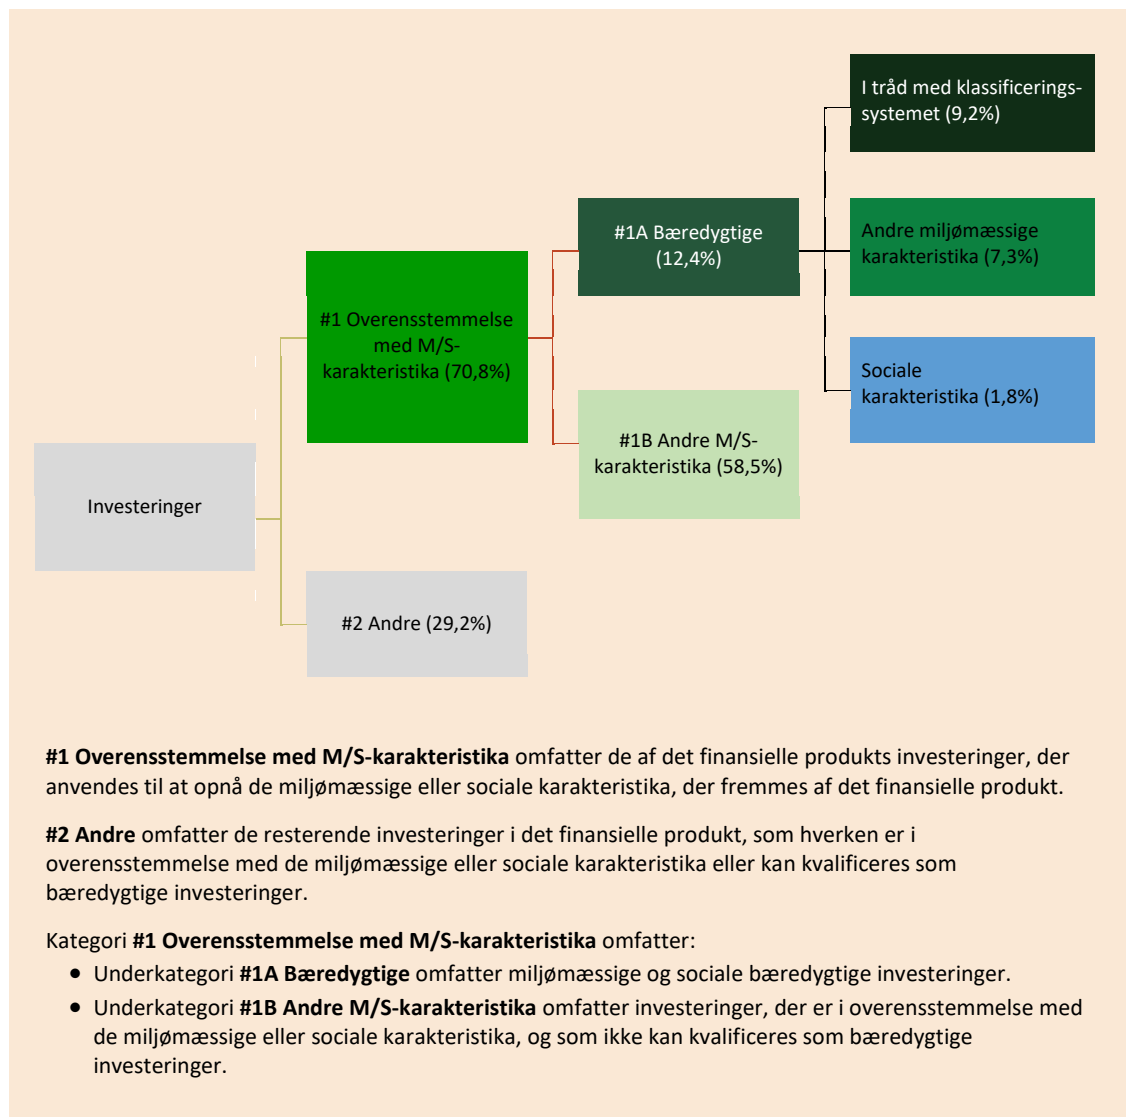 I tråd med klassificerings-
systemet (9,2%)
#1A Bæredygtige
(12,4%)
Andre miljømæssige
karakteristika (7,3%)
#1 Overensstemmelse
med M/S-
karakteristika (70,8%)
Sociale
karakteristika (1,8%)
#1B Andre M/S-
karakteristika (58,5%)
Investeringer
#2 Andre (29,2%)
#1 Overensstemmelse med M/S-karakteristika omfatter de af det finansielle produkts investeringer, der
anvendes til at opnå de miljømæssige eller sociale karakteristika, der fremmes af det finansielle produkt.
#2 Andre omfatter de resterende investeringer i det finansielle produkt, som hverken er i
overensstemmelse med de miljømæssige eller sociale karakteristika eller kan kvalificeres som
bæredygtige investeringer.
Kategori #1 Overensstemmelse med M/S-karakteristika omfatter:
• Underkategori #1A Bæredygtige omfatter miljømæssige og sociale bæredygtige investeringer.
• Underkategori #1B Andre M/S-karakteristika omfatter investeringer, der er i overensstemmelse med
de miljømæssige eller sociale karakteristika, og som ikke kan kvalificeres som bæredygtige
investeringer.